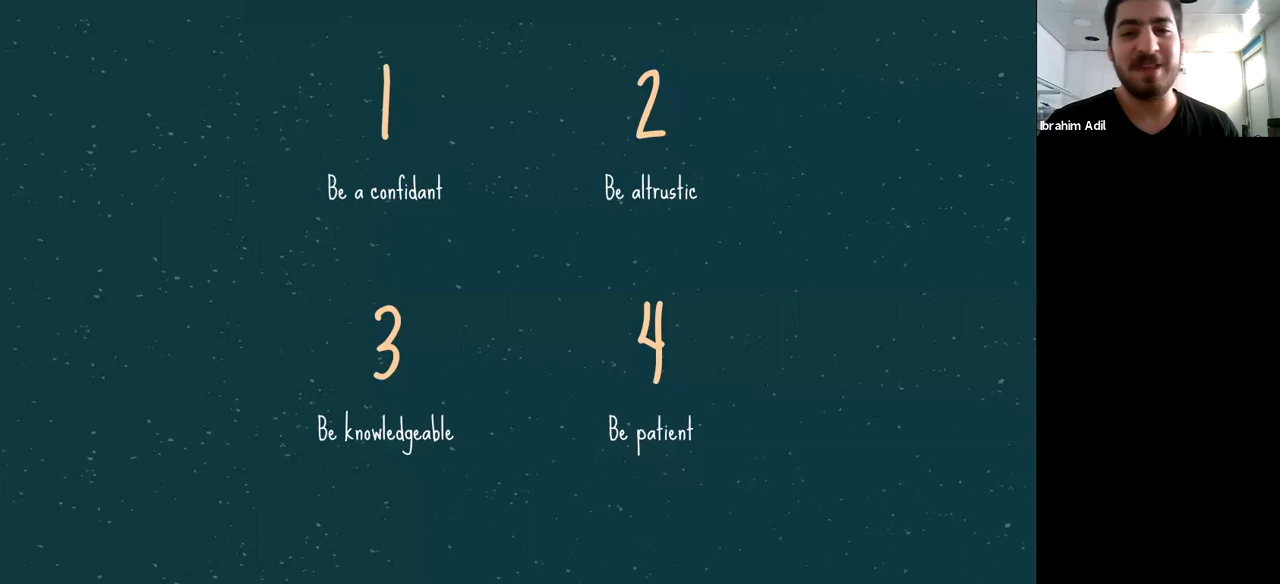 1
2
Be a confidant
Be altrustic
3
4
Be knowledgeable
Be patient
Ibrahim Adil